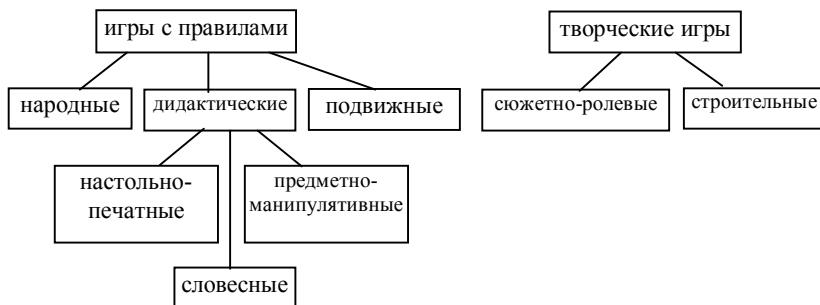 игры с правилами
творческие игры
народные
дидактические
подвижные
сюжетно-ролевые
строительные
настольно-
печатные
предметно-
манипулятивные
словесные